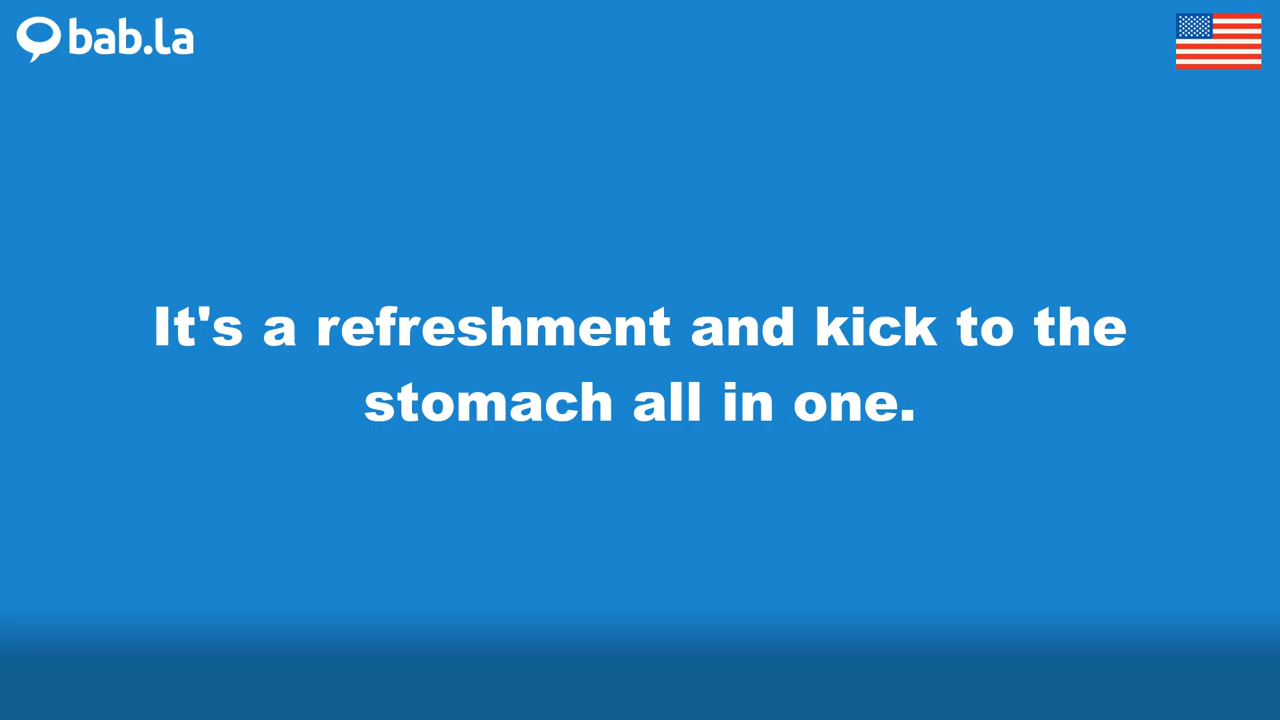 bab.la
It's a refreshment and kick to the
stomach all in one.